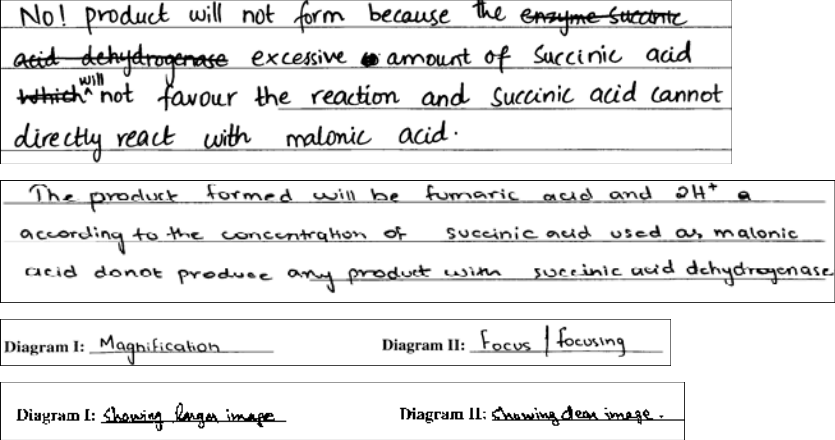 No! product will not form because the enzyme succinic
acid dehydrogenase excessive amount of succinic acid
which will not favour the reaction and succinic acid cannot
directly react with malonic acid.
The product formed will be fumaric acid and 2H+ a
according to the concentration of succinic acid used as malonic
acid donot produce any product with succinic acid dehydrogenase
Diagram I: Magnification Diagram II: Focus / focusing
Diagram I: Showing larger image Diagram II: Showing clear image.